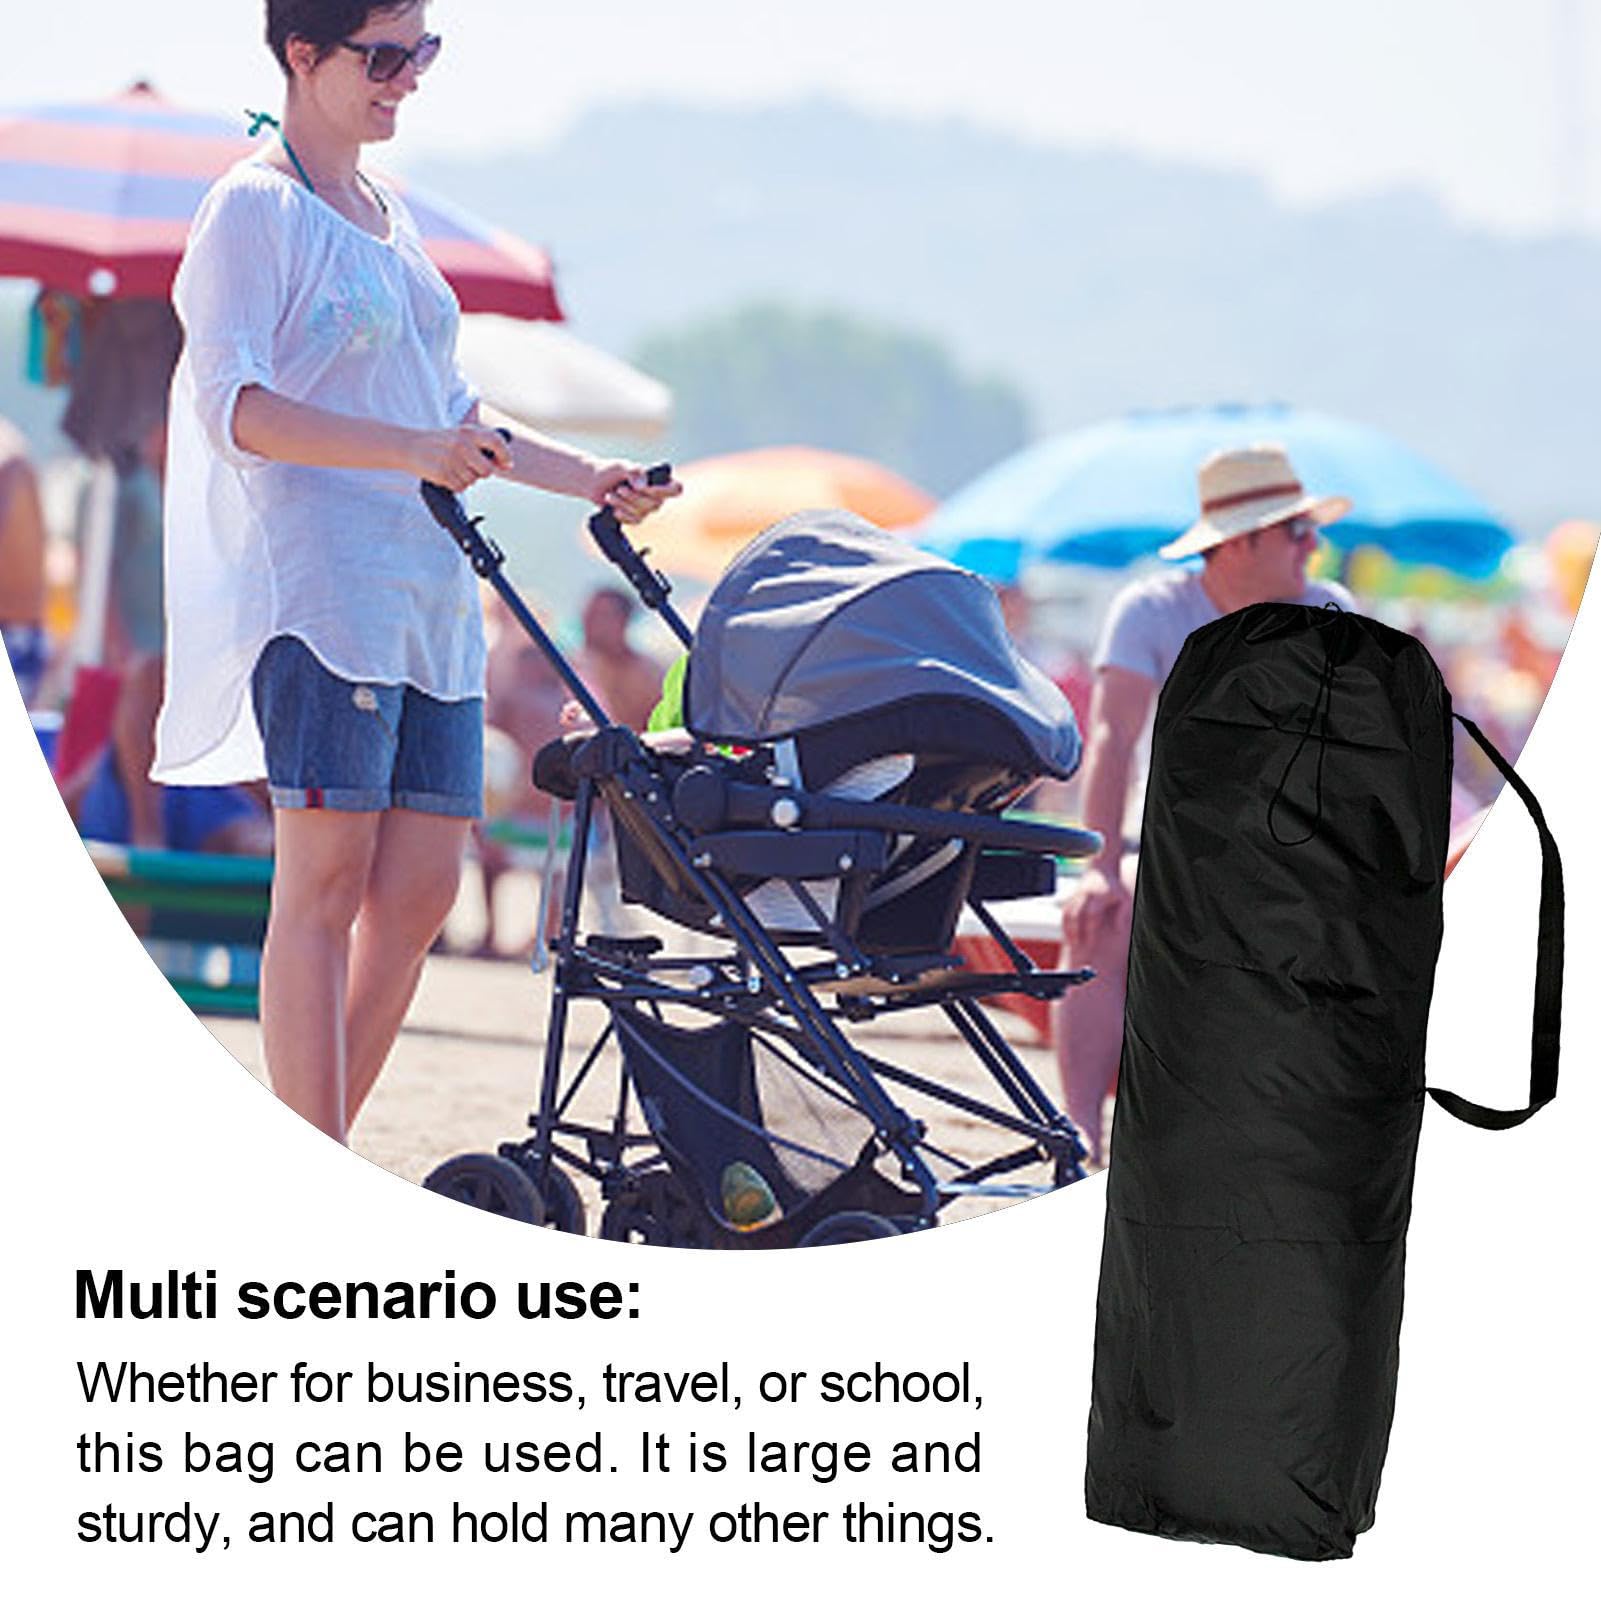 Multi scenario use:
Whether for business, travel, or school,
this bag can be used. It is large and
sturdy, and can hold many other things.